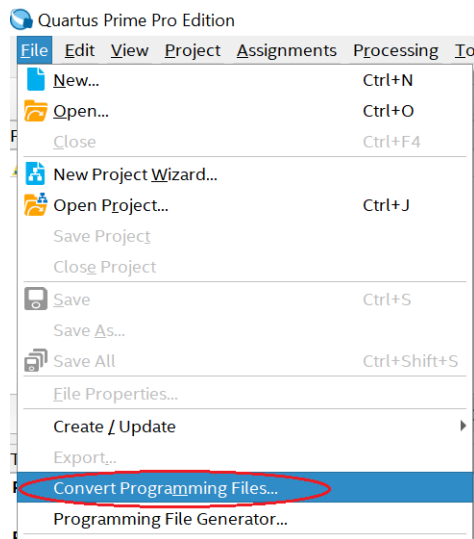 Quartus Prime Pro Edition
File Edit View Project Assignments Processing To
New... Ctrl+N
Open... Ctrl+O
Close Ctrl+F4
New Project Wizard...
Open Project... Ctrl+J
Save Project
Close Project
Save Ctrl+S
Save As...
Save All Ctrl+Shift+S
File Properties...
Create / Update
Export...
Convert Programming Files...
Programming File Generator...